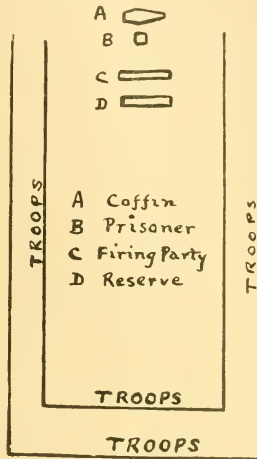 A
B
C
D
TROOPS
TROOPS
A Coffin
B Prisoner
C Firing Party
D Reserve
TROOPS
TROOPS